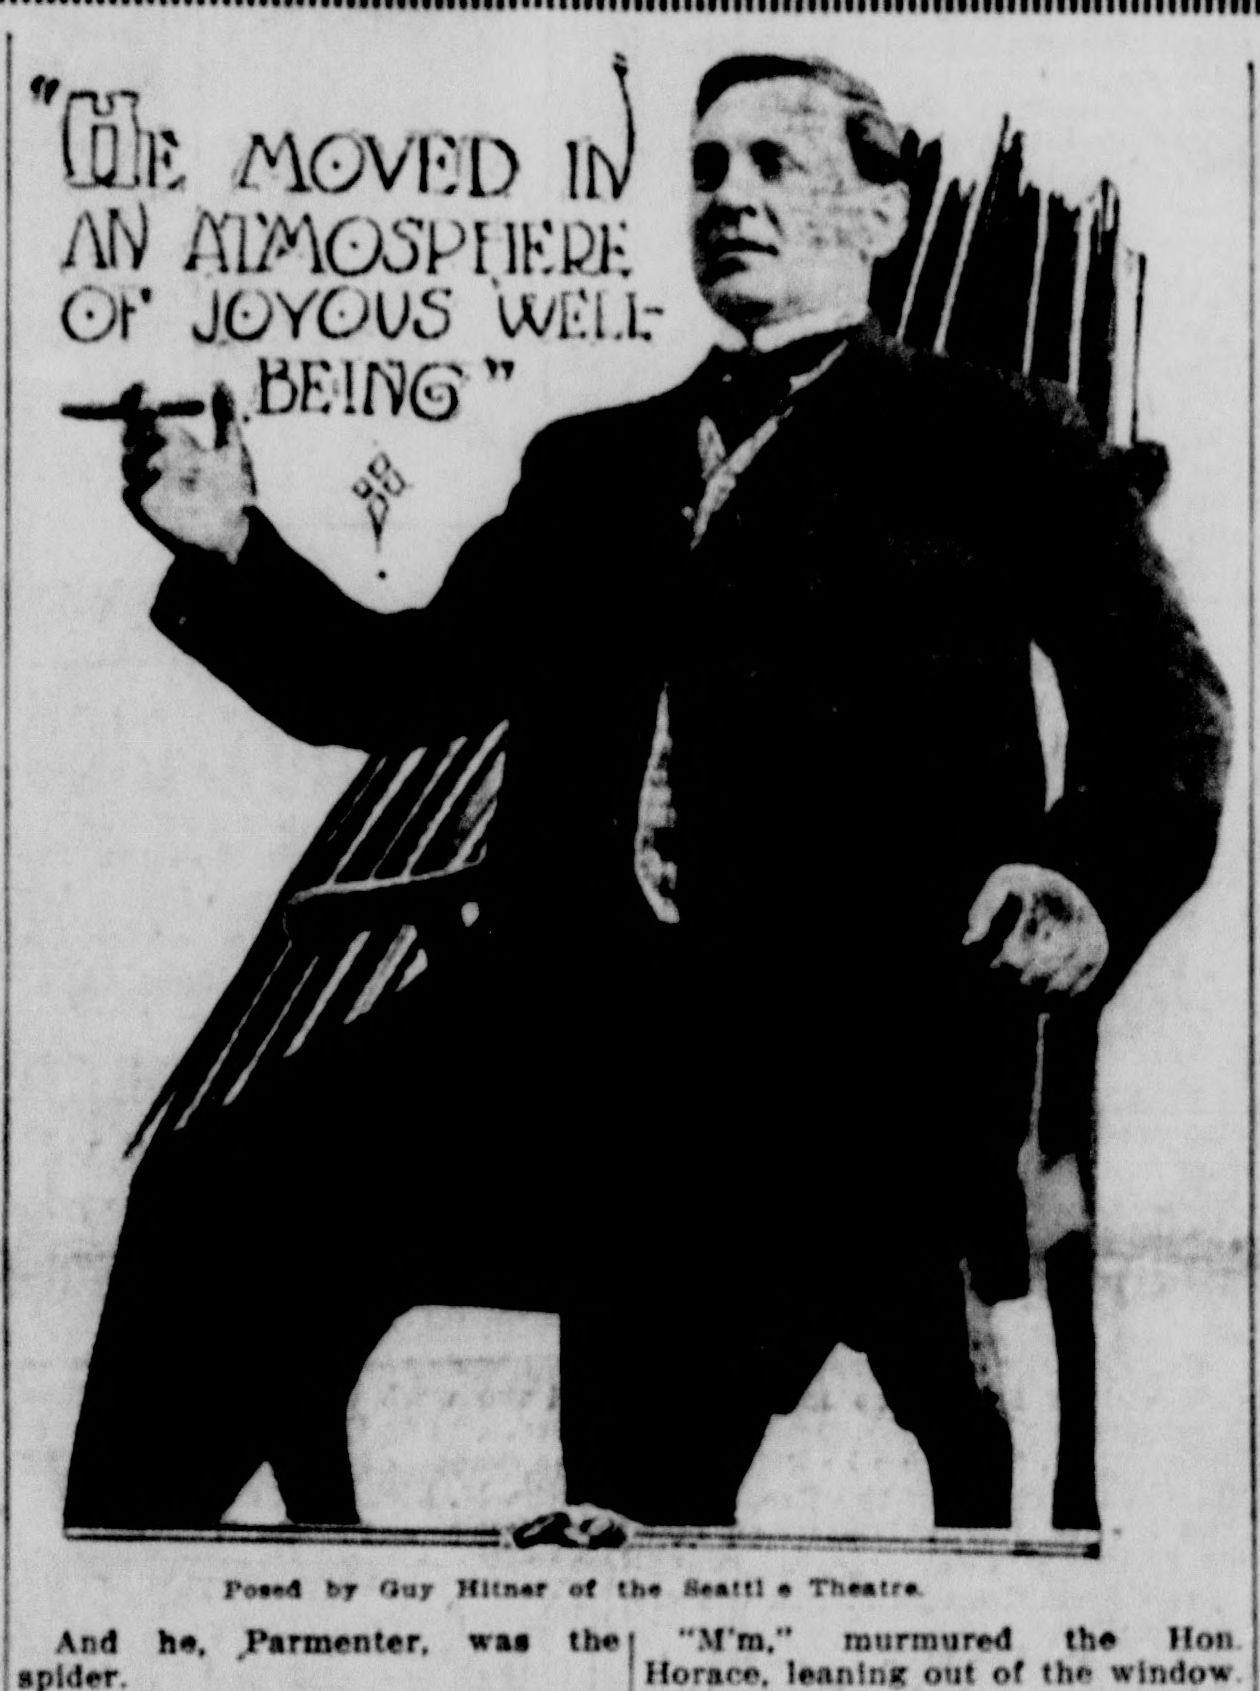 "HE MOVED IN
AN ATMOSPHERE
OF JOYOUS WELL-
BEING"
Posed by Guy Hitner of the Seattl e Theatre.
And he, Parmenter, was the
spider.
"M'm," murmured the Hon.
Horace, leaning out of the window.